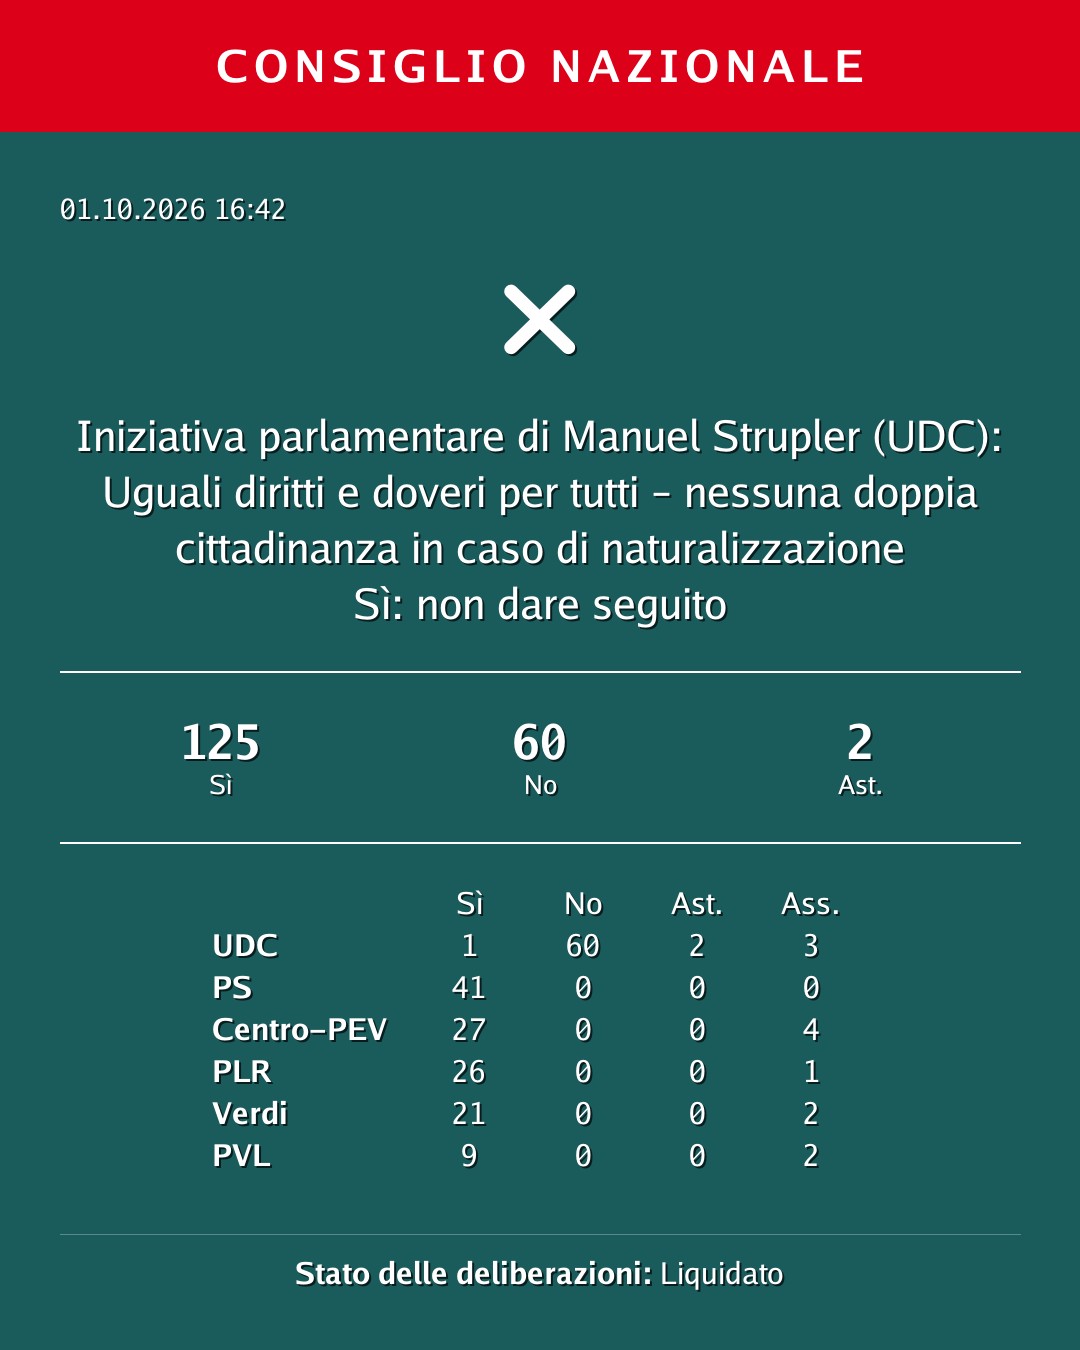 CONSIGLIO NAZIONALE
01.10.2026 16:42
Iniziativa parlamentare di Manuel Strupler (UDC):
Uguali diritti e doveri per tutti – nessuna doppia
cittadinanza in caso di naturalizzazione
Sì: non dare seguito
125 60 2
Sì No Ast.
Sì No Ast. Ass.
UDC 1 60 2 3
PS 41 0 0 0
Centro-PEV 27 0 0 4
PLR 26 0 0 1
Verdi 21 0 0 2
PVL 9 0 0 2
Stato delle deliberazioni: Liquidato